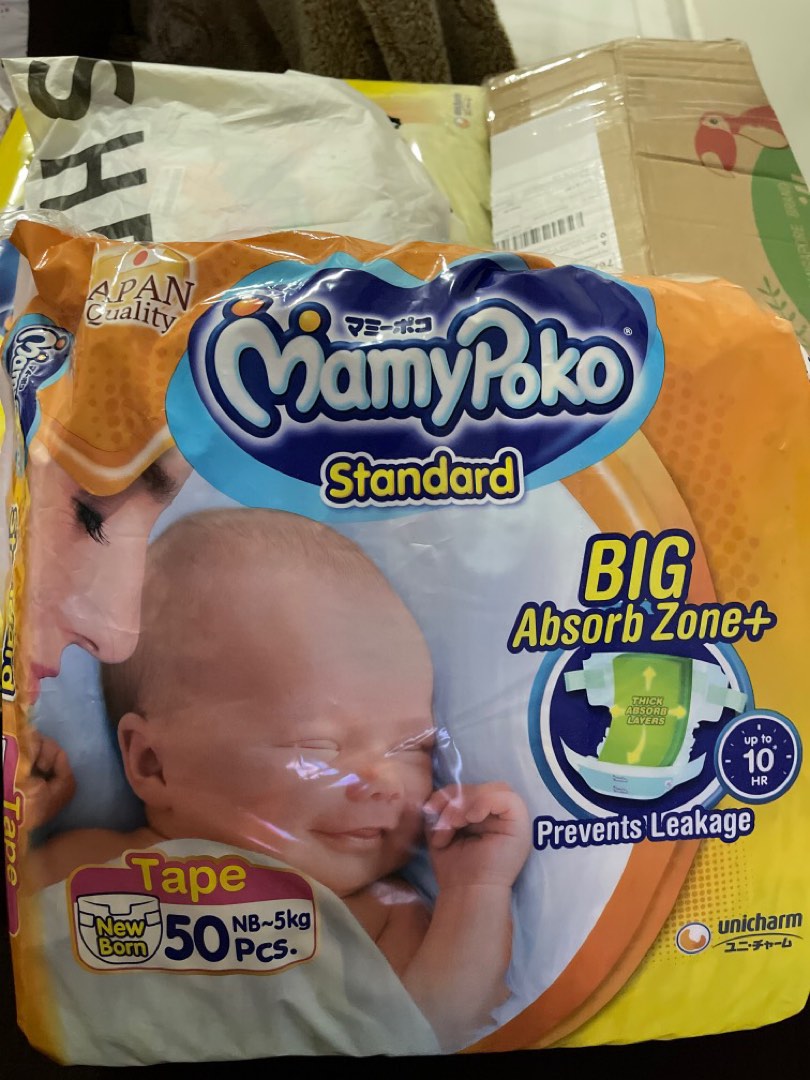 SHE
JAPAN
Quality
マミーポコ
MamyPoko®
Standard
BIG
Absorb Zone+
THICK
ABSORB
LAYERS
up to
10
HR
Prevents Leakage
Tape
New
Born
50
NB~5kg
Pcs.
unicharm
ユニ・チャーム
Tape